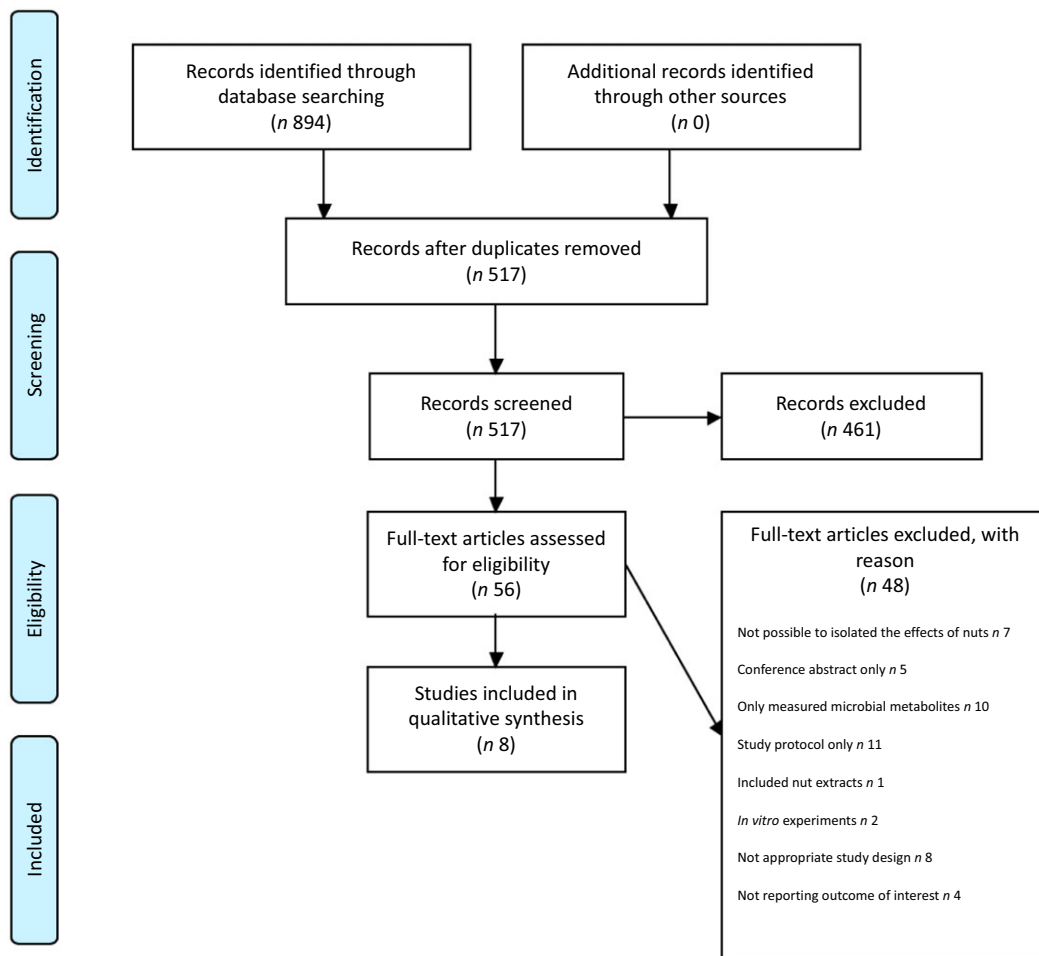 Identification
Records identified through
database searching
(n 894)
Additional records identified
through other sources
(n 0)
Records after duplicates removed
(n 517)
Screening
Records screened
(n 517)
Records excluded
(n 461)
Eligibility
Full-text articles assessed
for eligibility
(n 56)
Full-text articles excluded, with
reason
(n 48)
Not possible to isolated the effects of nuts n 7
Conference abstract only n 5
Only measured microbial metabolites n 10
Study protocol only n 11
Included nut extracts n 1
In vitro experiments n 2
Not appropriate study design n 8
Not reporting outcome of interest n 4
Included
Studies included in
qualitative synthesis
(n 8)